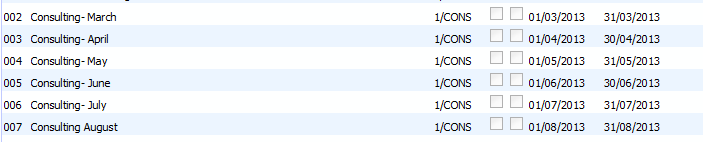 002 Consulting- March 1/CONS 01/03/2013 31/03/2013
003 Consulting- April 1/CONS 01/04/2013 30/04/2013
004 Consulting- May 1/CONS 01/05/2013 31/05/2013
005 Consulting- June 1/CONS 01/06/2013 30/06/2013
006 Consulting- July 1/CONS 01/07/2013 31/07/2013
007 Consulting August 1/CONS 01/08/2013 31/08/2013